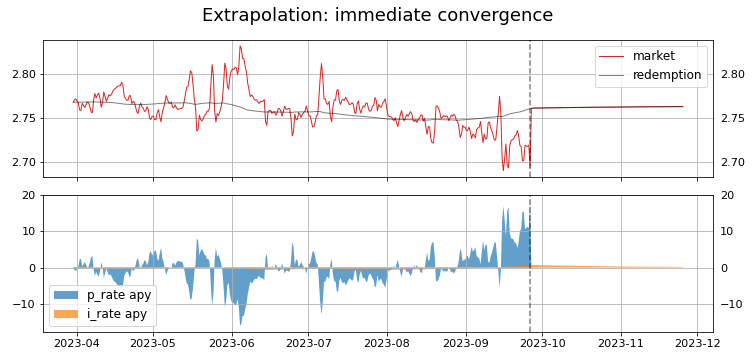 Extrapolation: immediate convergence
market
redemption
2.80 2.80
2.75 2.75
2.70 2.70
20 20
10 10
0 0
−10 −10
p_rate apy
i_rate apy
2023-04 2023-05 2023-06 2023-07 2023-08 2023-09 2023-10 2023-11 2023-12